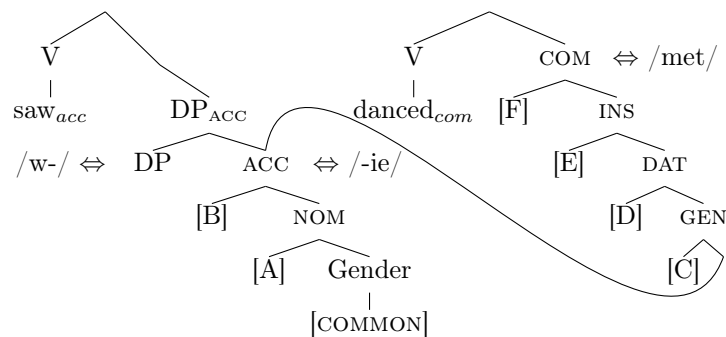 V V COM ⇔ /met/
saw_acc DP_ACC danced_com [F] INS
/w-/ ⇔ DP ACC ⇔ /-ie/ [E] DAT
[B] NOM [D] GEN
[A] Gender [C]
[COMMON]